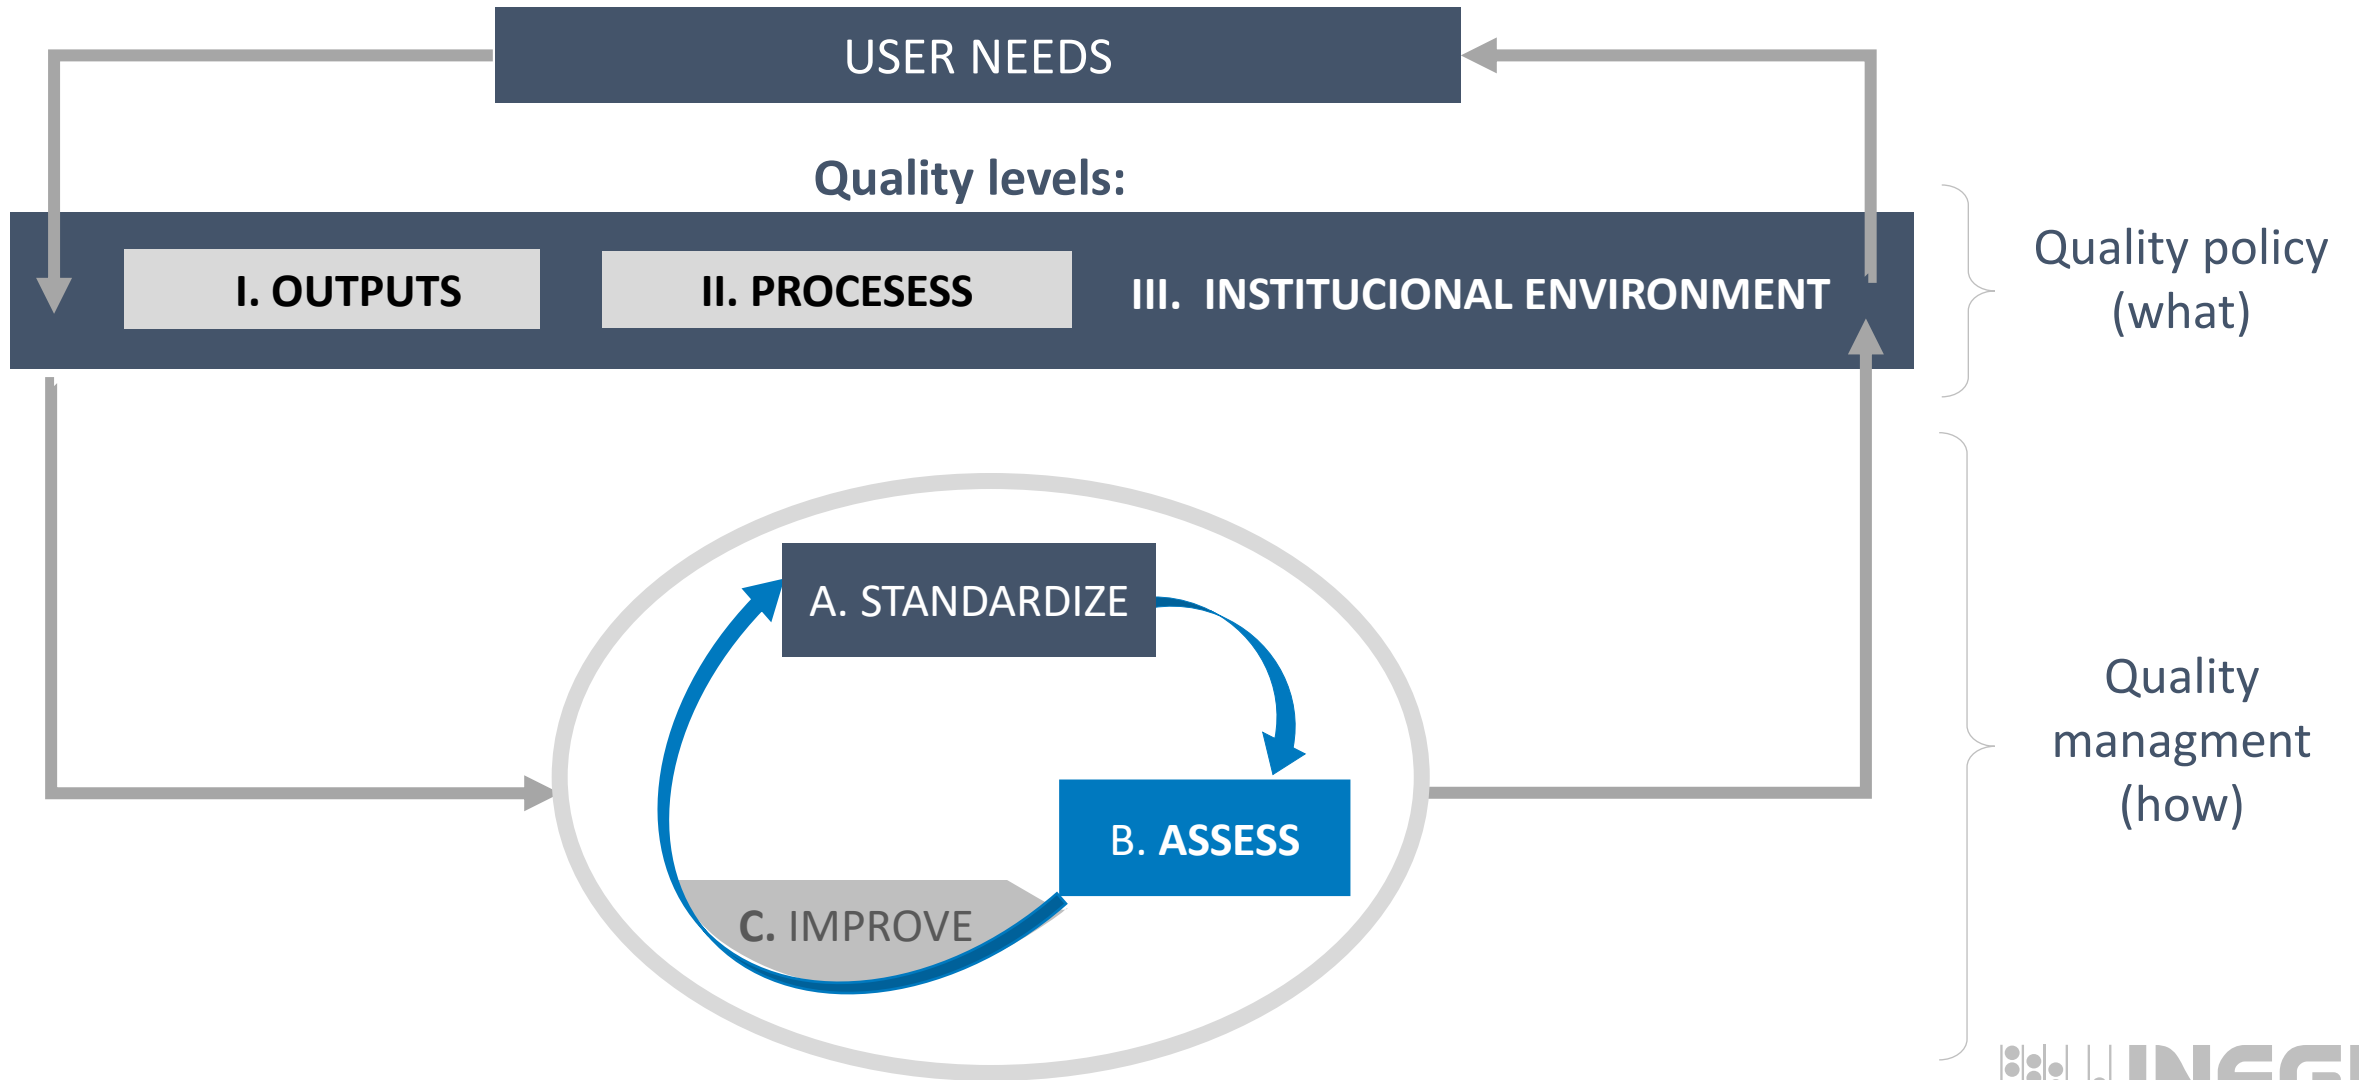 USER NEEDS
Quality levels:
I. OUTPUTS
II. PROCESESS
III. INSTITUCIONAL ENVIRONMENT
Quality policy
(what)
A. STANDARDIZE
B. ASSESS
C. IMPROVE
Quality
managment
(how)
INEGI